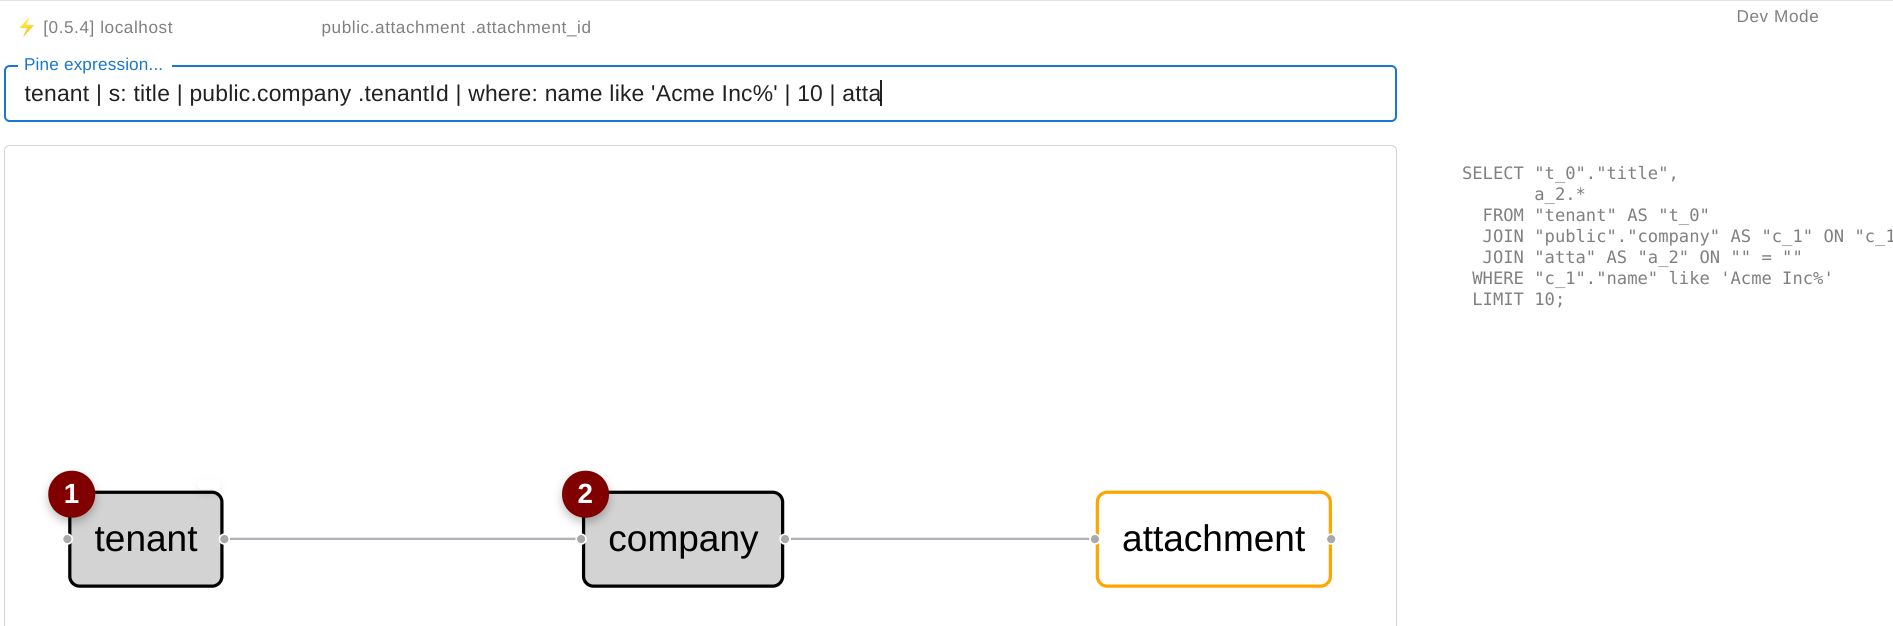 ⚡ [0.5.4] localhost
public.attachment .attachment_id
Dev Mode
Pine expression...
tenant | s: title | public.company .tenantId | where: name like 'Acme Inc%' | 10 | atta
SELECT "t_0"."title",
a_2.*
FROM "tenant" AS "t_0"
JOIN "public"."company" AS "c_1" ON "c_1
JOIN "atta" AS "a_2" ON "" = ""
WHERE "c_1"."name" like 'Acme Inc%'
LIMIT 10;
1
tenant
2
company
attachment